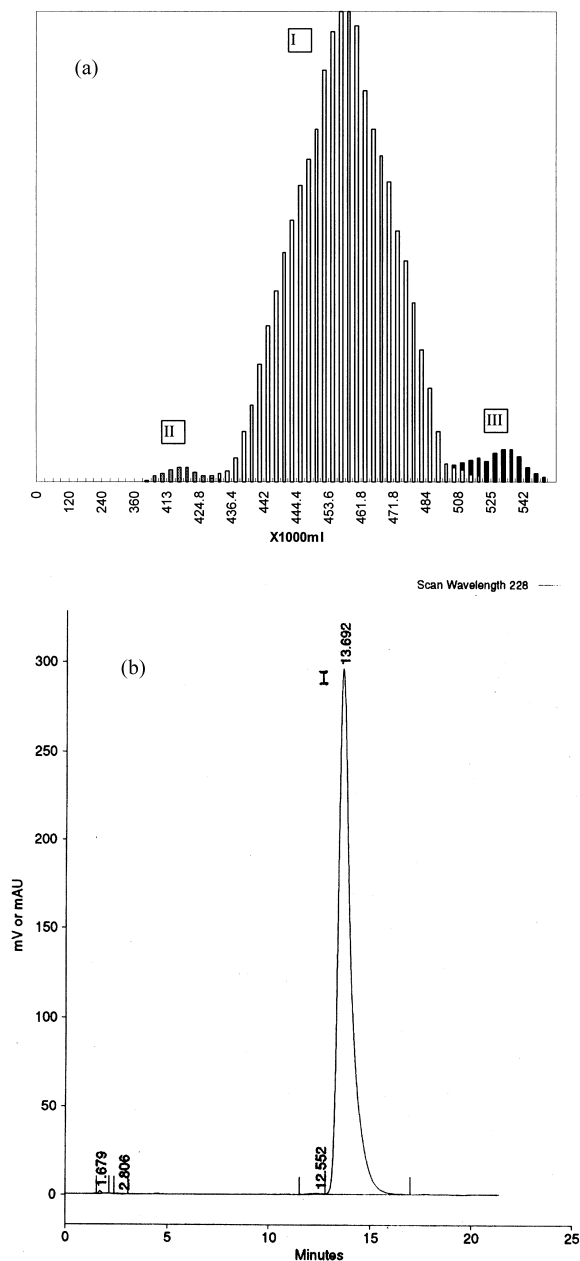 I
(a)
II
III
0 120 240 360 413 424.8 436.4 442 444.4 453.6 461.8 471.8 484 508 525 542
X1000ml
Scan Wavelength 228
(b)
13.692
I
300
250
200
150
100
50
0
mV or mAU
1.679
2.806
12.552
0 5 10 15 20 25
Minutes